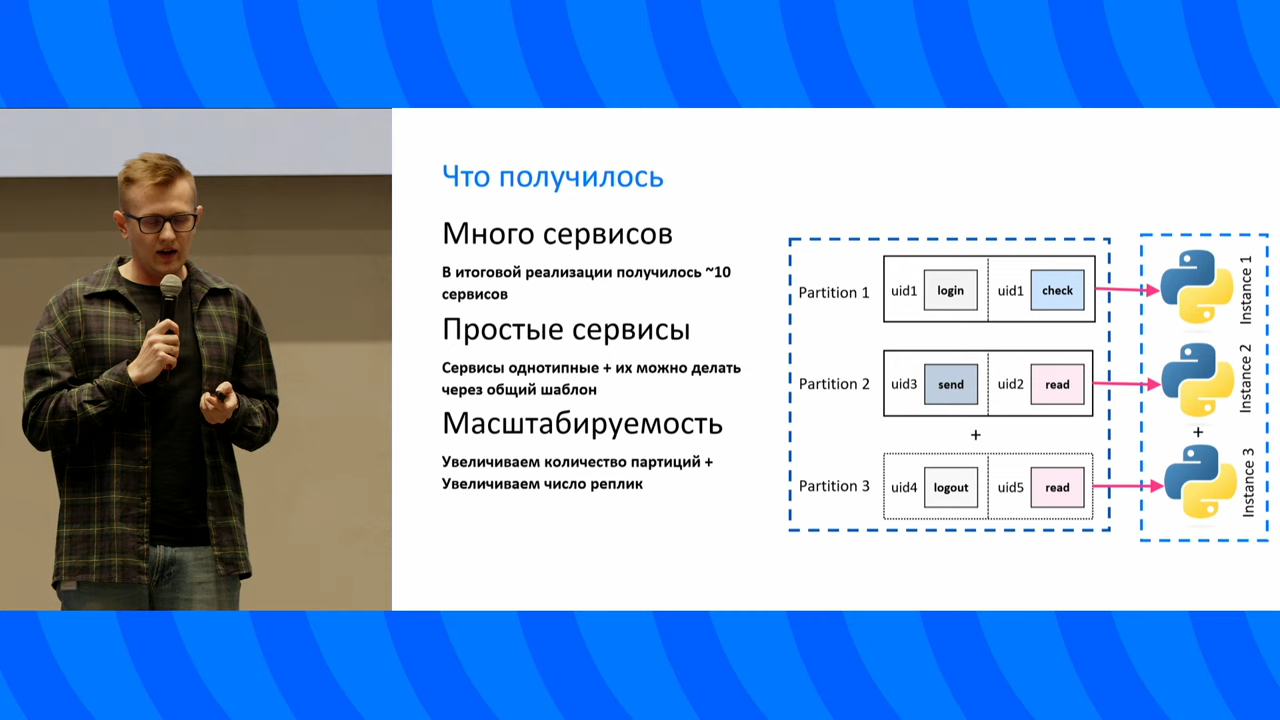 Что получилось
Много сервисов
В итоговой реализации получилось ~10
сервисов
Простые сервисы
Сервисы однотипные + их можно делать
через общий шаблон
Масштабируемость
Увеличиваем количество партиций +
Увеличиваем число реплик
Partition 1 uid1 login uid1 check
Instance 1
Partition 2 uid3 send uid2 read
Instance 2
+ +
Partition 3 uid4 logout uid5 read
Instance 3